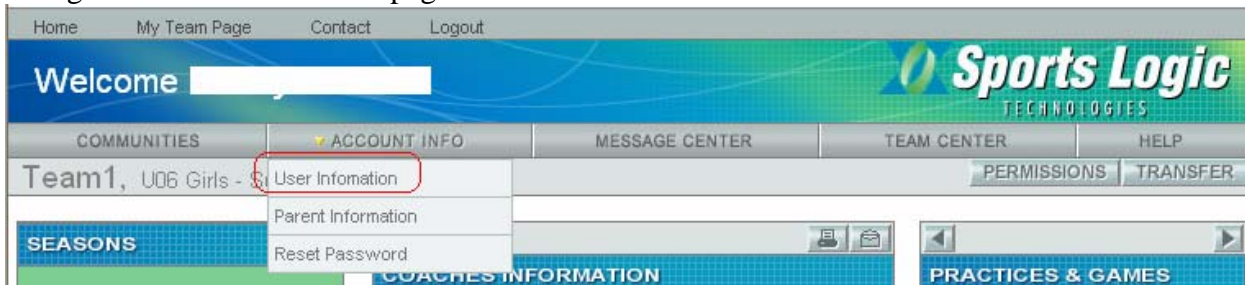 Home My Team Page Contact Logout
Welcome
Sports Logic
TECHNOLOGIES
COMMUNITIES ACCOUNT INFO MESSAGE CENTER TEAM CENTER HELP
Team1, U06 Girls -
PERMISSIONS TRANSFER
User Infomation
Parent Information
Reset Password
SEASONS
COACHES INFORMATION
PRACTICES & GAMES